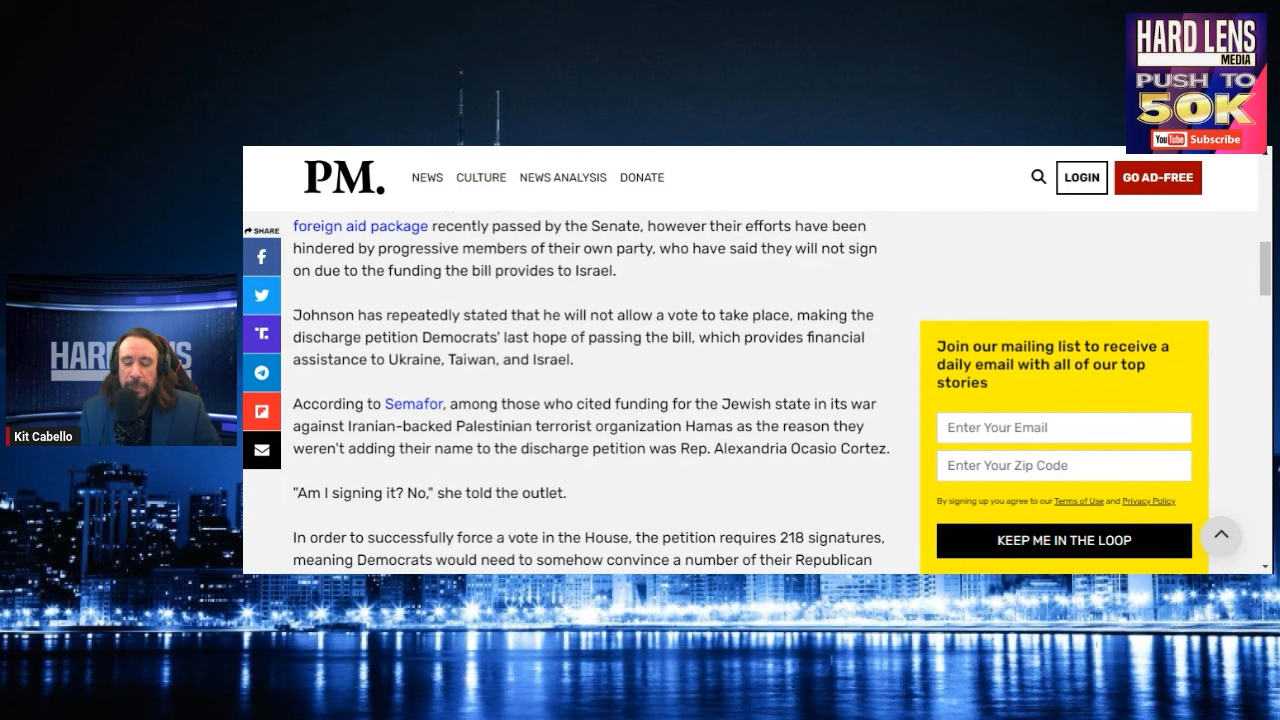 HARD LENS
MEDIA
PUSH TO
50K
YouTube Subscribe
PM.
NEWS CULTURE NEWS ANALYSIS DONATE
LOGIN
GO AD-FREE
SHARE
foreign aid package recently passed by the Senate, however their efforts have been
hindered by progressive members of their own party, who have said they will not sign
on due to the funding the bill provides to Israel.
Johnson has repeatedly stated that he will not allow a vote to take place, making the
discharge petition Democrats' last hope of passing the bill, which provides financial
assistance to Ukraine, Taiwan, and Israel.
According to Semafor, among those who cited funding for the Jewish state in its war
against Iranian-backed Palestinian terrorist organization Hamas as the reason they
weren't adding their name to the discharge petition was Rep. Alexandria Ocasio Cortez.
"Am I signing it? No," she told the outlet.
In order to successfully force a vote in the House, the petition requires 218 signatures,
meaning Democrats would need to somehow convince a number of their Republican
Join our mailing list to receive a
daily email with all of our top
stories
Enter Your Email
Enter Your Zip Code
By signing up you agree to our Terms of Use and Privacy Policy
KEEP ME IN THE LOOP
Kit Cabello